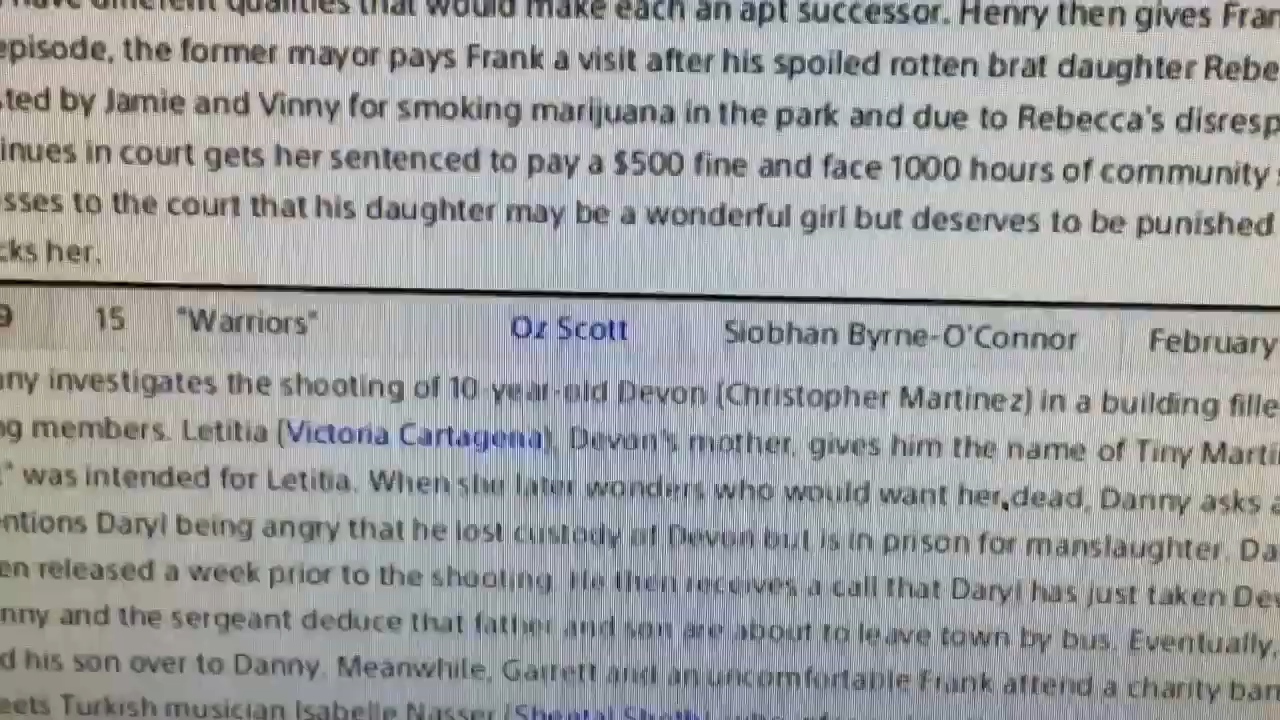 have different qualities that would make each an apt successor. Henry then gives Fran
episode, the former mayor pays Frank a visit after his spoiled rotten brat daughter Rebe
ted by Jamie and Vinny for smoking marijuana in the park and due to Rebecca's disresp
inues in court gets her sentenced to pay a $500 fine and face 1000 hours of community
sses to the court that his daughter may be a wonderful girl but deserves to be punished
cks her.
9 15 "Warriors" Oz Scott Siobhan Byrne-O'Connor February
nny investigates the shooting of 10-year-old Devon (Christopher Martinez) in a building fille
ng members. Letitia (Victoria Cartagena), Devon's mother, gives him the name of Tiny Marti
" was intended for Letitia. When she later wonders who would want her dead, Danny asks a
entions Daryl being angry that he lost custody of Devon but is in prison for manslaughter. Da
en released a week prior to the shooting. He then receives a call that Daryl has just taken De
nny and the sergeant deduce that father and son are about to leave town by bus. Eventually,
d his son over to Danny. Meanwhile, Garrett and an uncomfortable Frank attend a charity ban
eets Turkish musician Isabelle Nasser